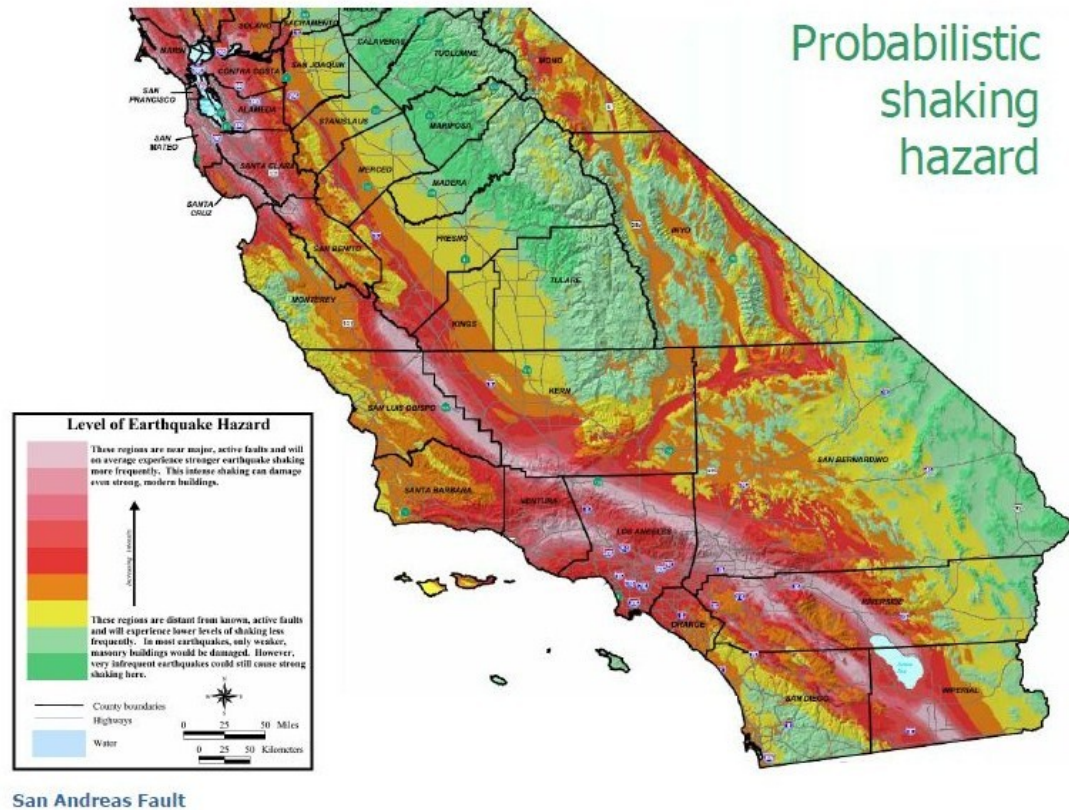 Probabilistic
shaking
hazard
SOLANO
SACRAMENTO
CALAVERAS
TUOLUMNE
MONO
MARIN
SAN JOAQUIN
CONTRA COSTA
SAN
FRANCISCO
ALAMEDA
STANISLAUS
MARIPOSA
SAN
MATEO
SANTA CLARA
MERCED
MADERA
SANTA
CRUZ
FRESNO
INYO
SAN BENITO
TULARE
MONTEREY
KINGS
KERN
SAN LUIS OBISPO
SAN BERNARDINO
SANTA BARBARA
VENTURA
LOS ANGELES
RIVERSIDE
ORANGE
SAN DIEGO
IMPERIAL
Level of Earthquake Hazard
These regions are near major, active faults and will
on average experience stronger earthquake shaking
more frequently. This intense shaking can damage
even strong, modern buildings.
Increasing intensity
These regions are distant from known, active faults
and will experience lower levels of shaking less
frequently. In most earthquakes, only weaker,
masonry buildings would be damaged. However,
very infrequent earthquakes could still cause strong
shaking here.
County boundaries
Highways
Water
N
W
E
S
0 25 50 Miles
0 25 50 Kilometers
San Andreas Fault